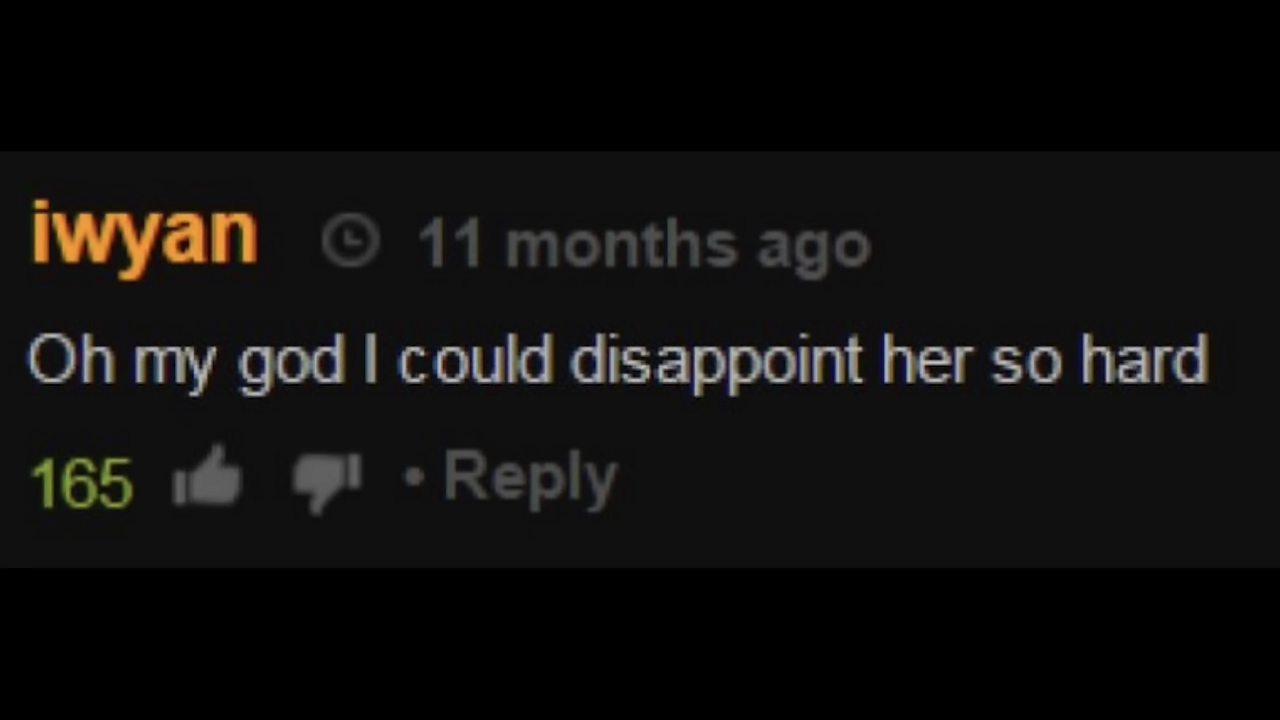 iwyan 11 months ago
Oh my god I could disappoint her so hard
165 • Reply